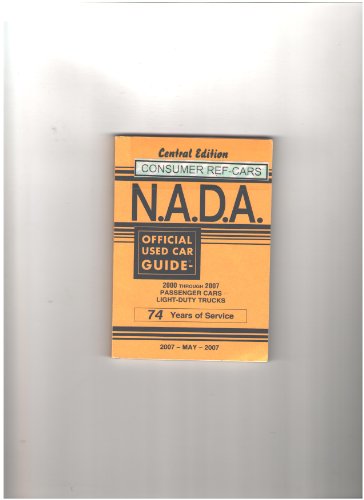 Central Edition
CONSUMER REF-CARS
N.A.D.A.
OFFICIAL
USED CAR
GUIDE-
2000 THROUGH 2007
PASSENGER CARS
LIGHT-DUTY TRUCKS
74 Years of Service
2007 - MAY - 2007